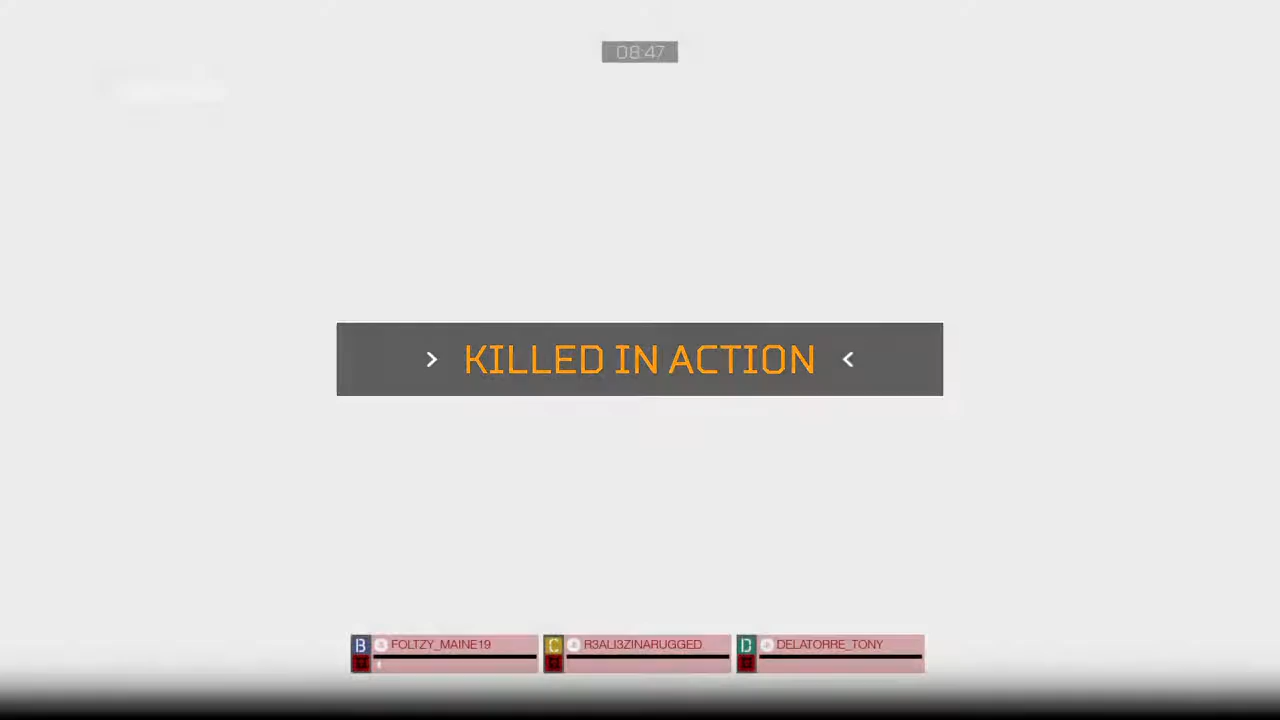 08:47
> KILLED IN ACTION <
B FOLTZY_MAINE19
C R3ALI3ZINARUGGED
D DELATORRE_TONY